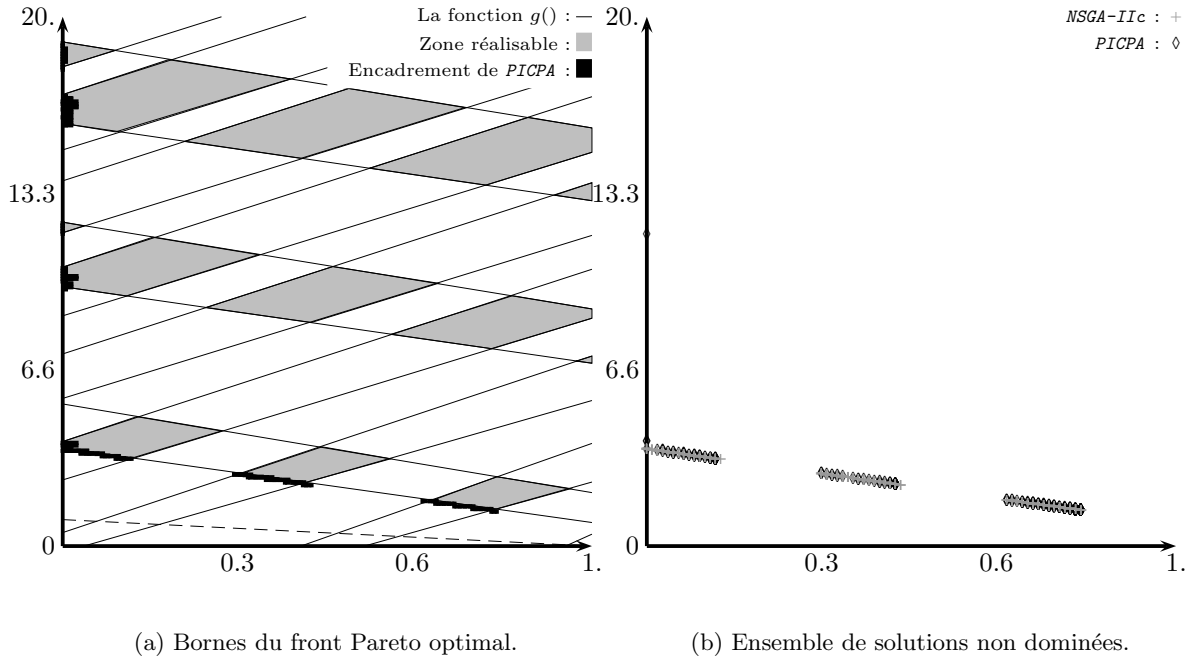 20.
13.3
6.6
0
0.3
0.6
1.
La fonction g() : —
Zone réalisable :
Encadrement de PICPA :
(a) Bornes du front Pareto optimal.
20.
13.3
6.6
0
0.3
0.6
1.
NSGA-IIc : +
PICPA : ◊
(b) Ensemble de solutions non dominées.